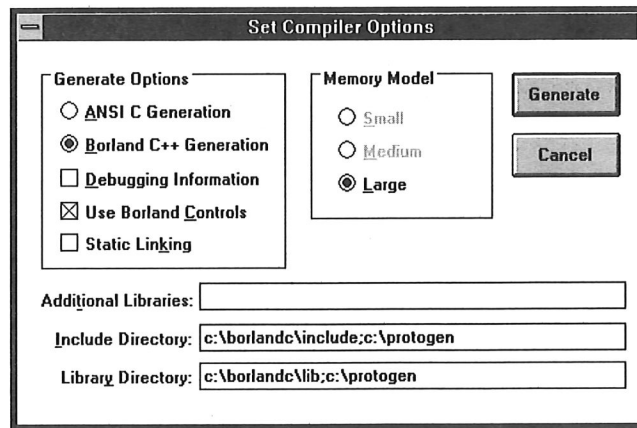 Set Compiler Options
Generate Options
ANSI C Generation
Borland C++ Generation
Debugging Information
Use Borland Controls
Static Linking
Memory Model
Small
Medium
Large
Generate
Cancel
Additional Libraries:
Include Directory: c:\borlandc\include;c:\protogen
Library Directory: c:\borlandc\lib;c:\protogen